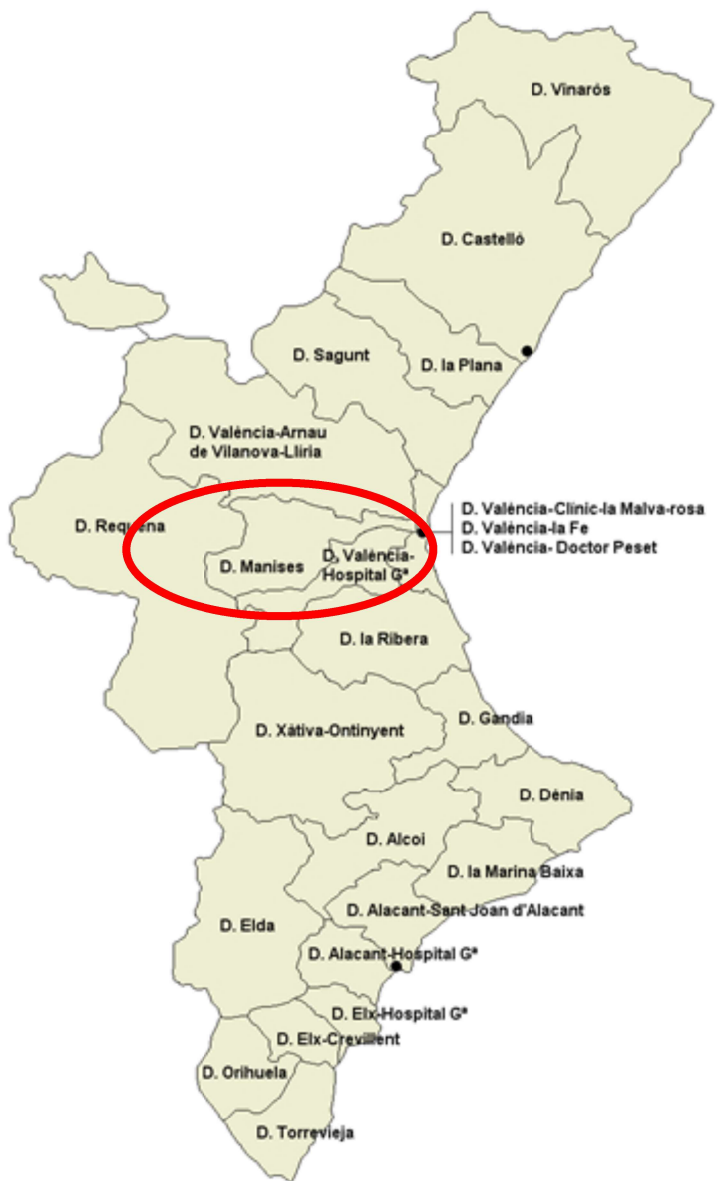 D. Vinaròs
D. Castelló
D. Sagunt
D. la Plana
D. València-Arnau
de Vilanova-Llíria
D. València-Clínic-la Malva-rosa
D. Requena
D. València-la Fe
D. València- Doctor Peset
D. Manises
D. València-
Hospital Gª
D. la Ribera
D. Gandia
D. Xàtiva-Ontinyent
D. Dénia
D. Alcoi
D. la Marina Baixa
D. Alacant-Sant Joan d'Alacant
D. Elda
D. Alacant-Hospital Gª
D. Elx-Hospital Gª
D. Elx-Crevillent
D. Orihuela
D. Torrevieja